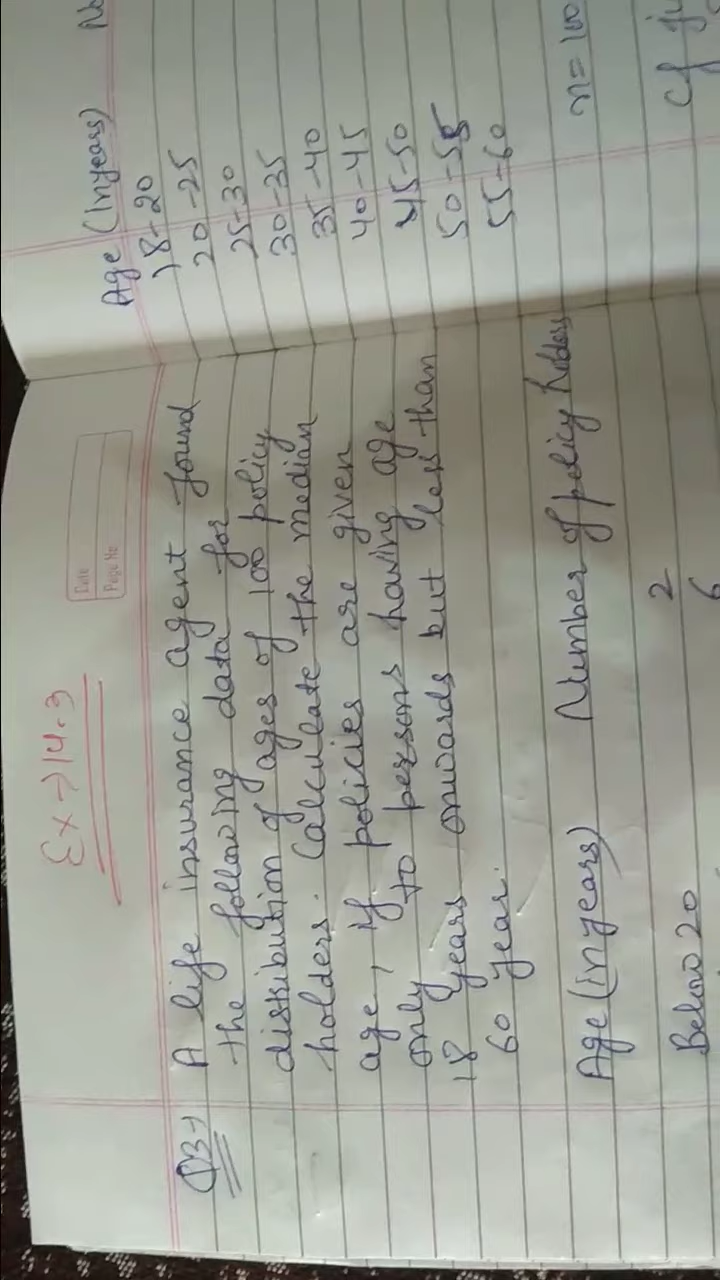 Ex → 14.3
Date
Page No
Q3→ A life insurance agent found
the following data for
distribution of ages of 100 policy
holders. Calculate the median
age, if policies are given
only to persons having age
18 years onwards but less than
60 year.
Age (in years) Number of policy holders
Below 20 2
6
Age (in years)
18-20
20-25
25-30
30-35
35-40
40-45
45-50
50-55
55-60
n=100
cf